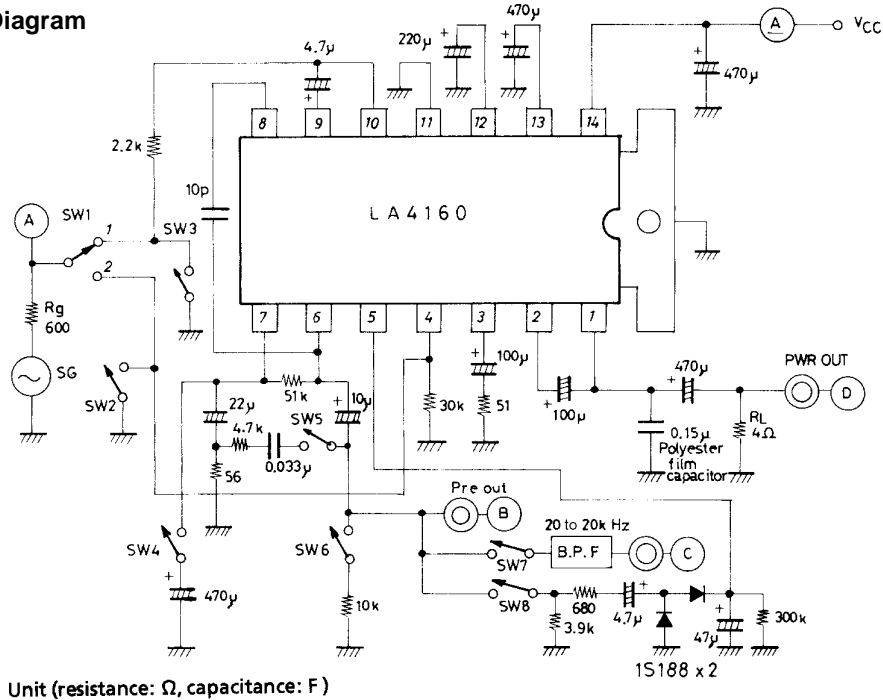 Diagram
470μ
A
VCC
4.7μ
220μ
470μ
8 9 10 11 12 13 14
2.2k
10p
LA4160
A
SW1
1
SW3
2
Rg
600
SG
SW2
7 6 5 4 3 2 1
100μ
470μ
PWR OUT
D
51k
10μ
22μ
30k
51
100μ
RL
4Ω
4.7k
SW5
0.15μ
Polyester
film
capacitor
0.033μ
56
Pre out
B
20 to 20k Hz
SW4
SW6
B.P.F
C
SW7
470μ
10k
SW8
680
3.9k
4.7μ
47μ
300k
1S188 x 2
Unit (resistance: Ω, capacitance: F)